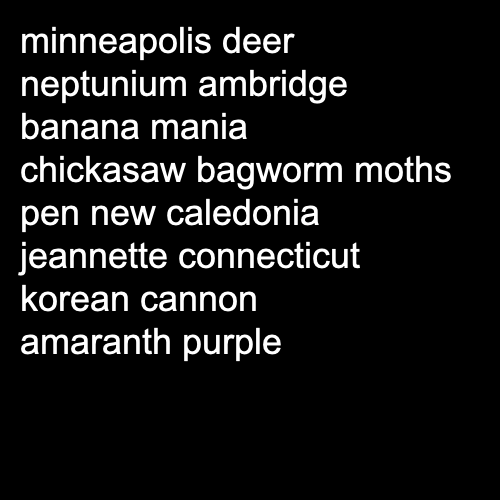 minneapolis deer
neptunium ambridge
banana mania
chickasaw bagworm moths
pen new caledonia
jeannette connecticut
korean cannon
amaranth purple